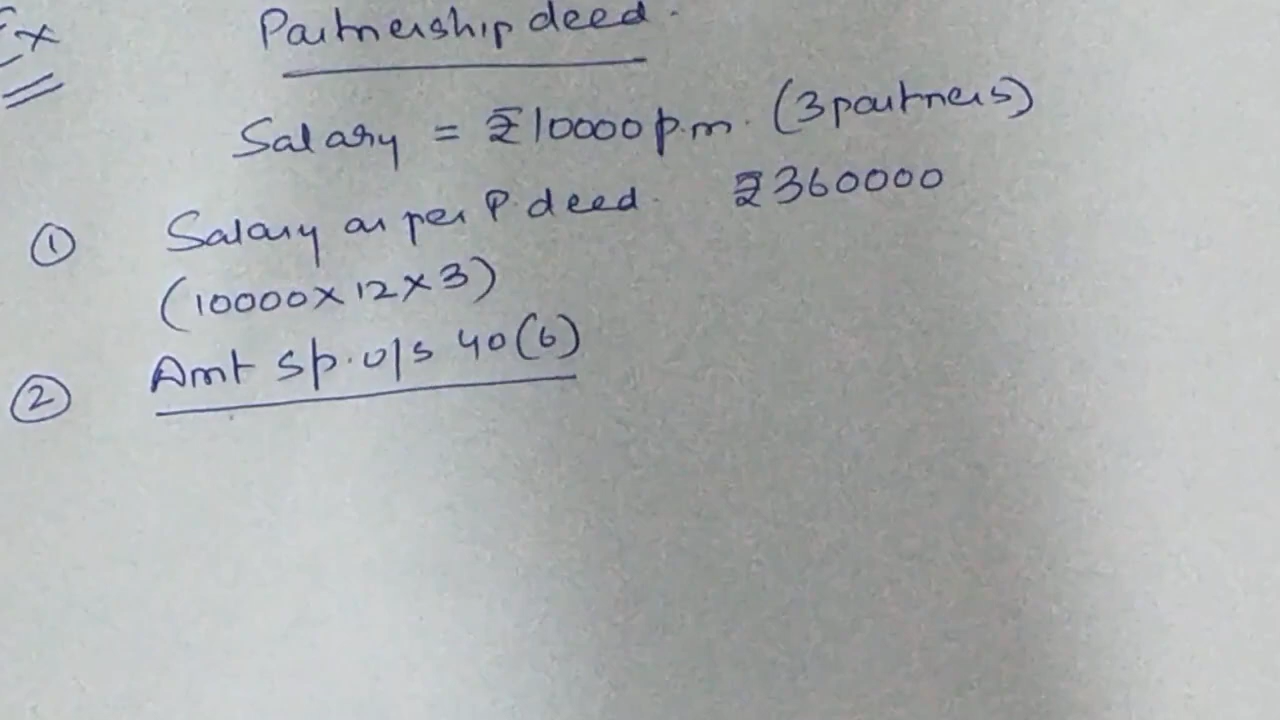 Ex
Partnership deed.
Salary = ₹10000 p.m. (3 partners)
① Salary as per P. deed. ₹360000
(10000 × 12 × 3)
② Amt sp. u/s 40(b)